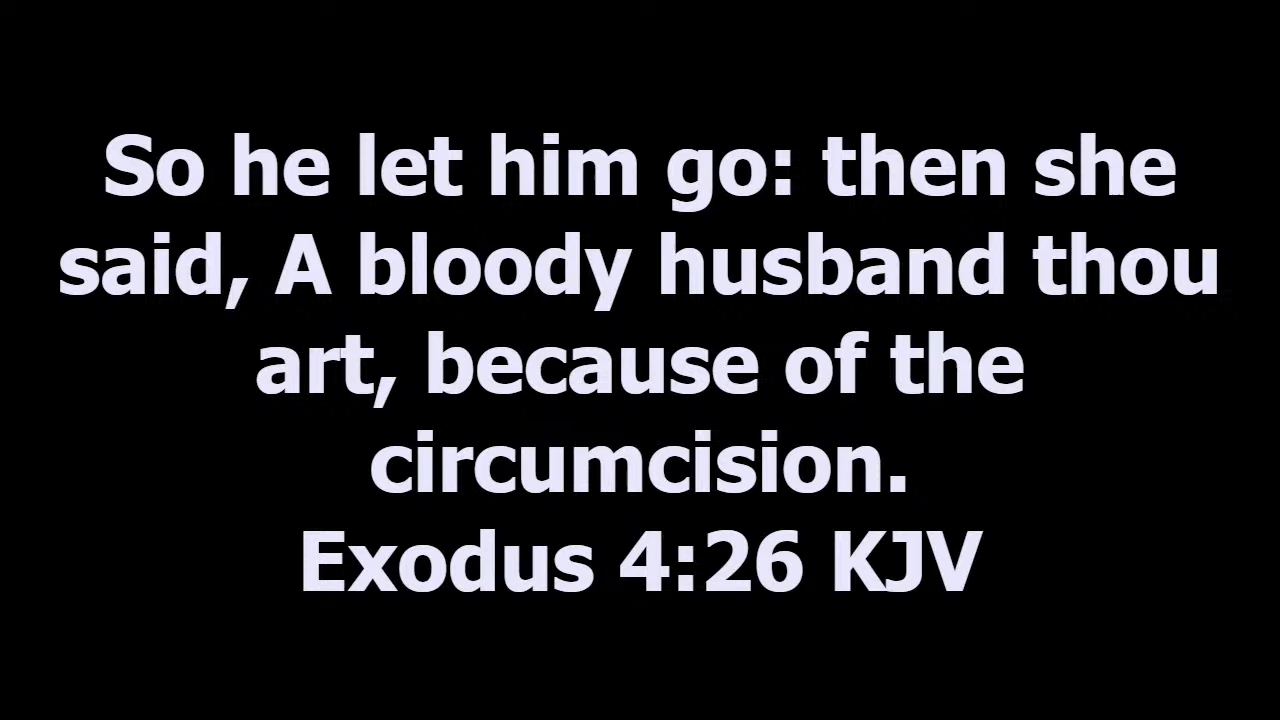 So he let him go: then she
said, A bloody husband thou
art, because of the
circumcision.
Exodus 4:26 KJV